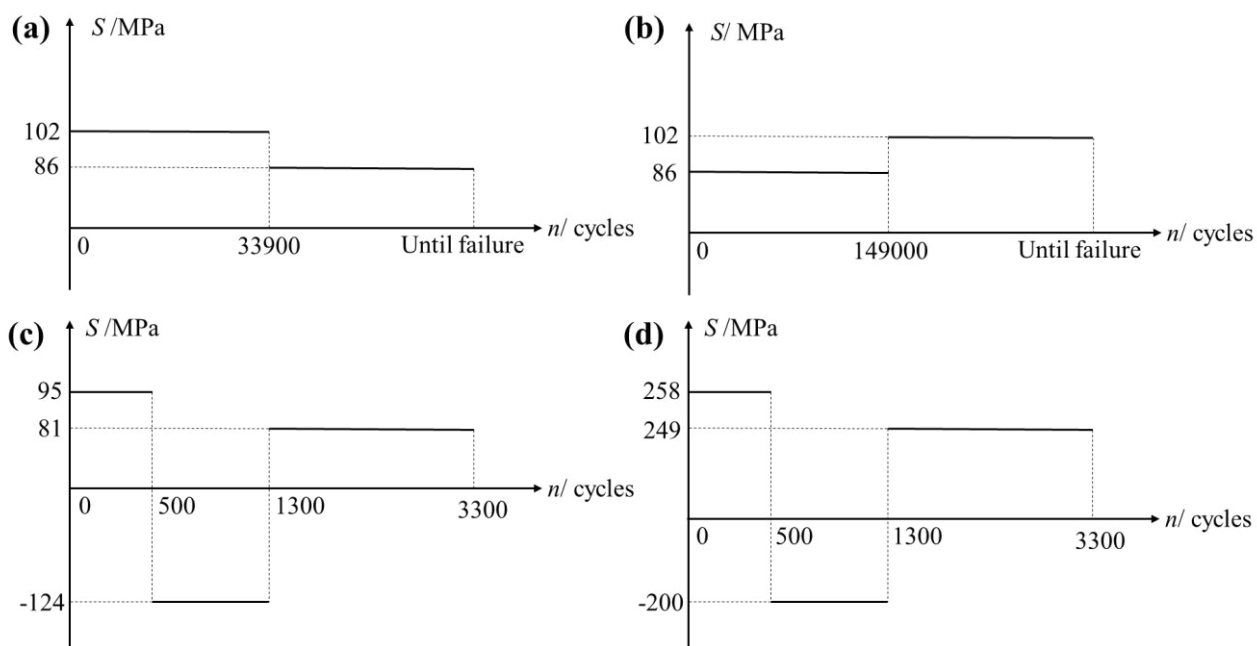 (a)
S /MPa
102
86
0
33900
Until failure
n/ cycles
(b)
S/ MPa
102
86
0
149000
Until failure
n/ cycles
(c)
S /MPa
95
81
0
500
1300
3300
n/ cycles
-124
(d)
S /MPa
258
249
0
500
1300
3300
n/ cycles
-200